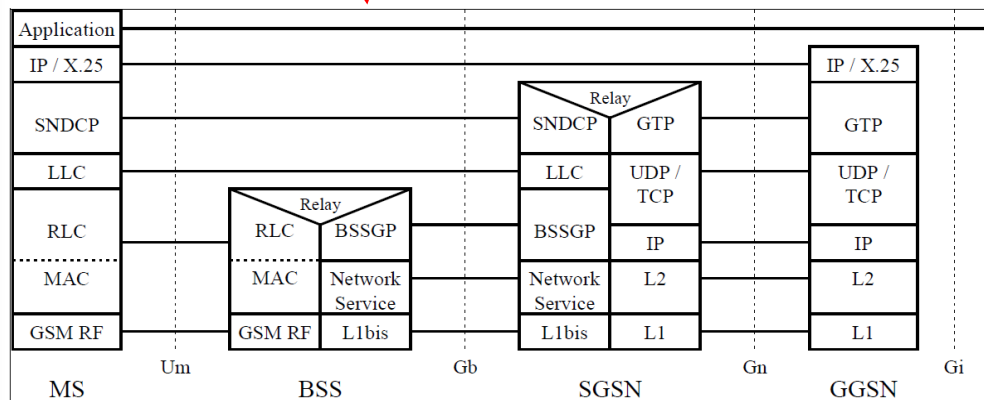 Application
IP / X.25
IP / X.25
Relay
SNDCP
SNDCP
GTP
GTP
LLC
LLC
UDP /
TCP
UDP /
TCP
Relay
RLC
RLC
BSSGP
BSSGP
IP
IP
MAC
MAC
Network
Service
Network
Service
L2
L2
GSM RF
GSM RF
L1bis
L1bis
L1
L1
Um
Gb
Gn
Gi
MS
BSS
SGSN
GGSN